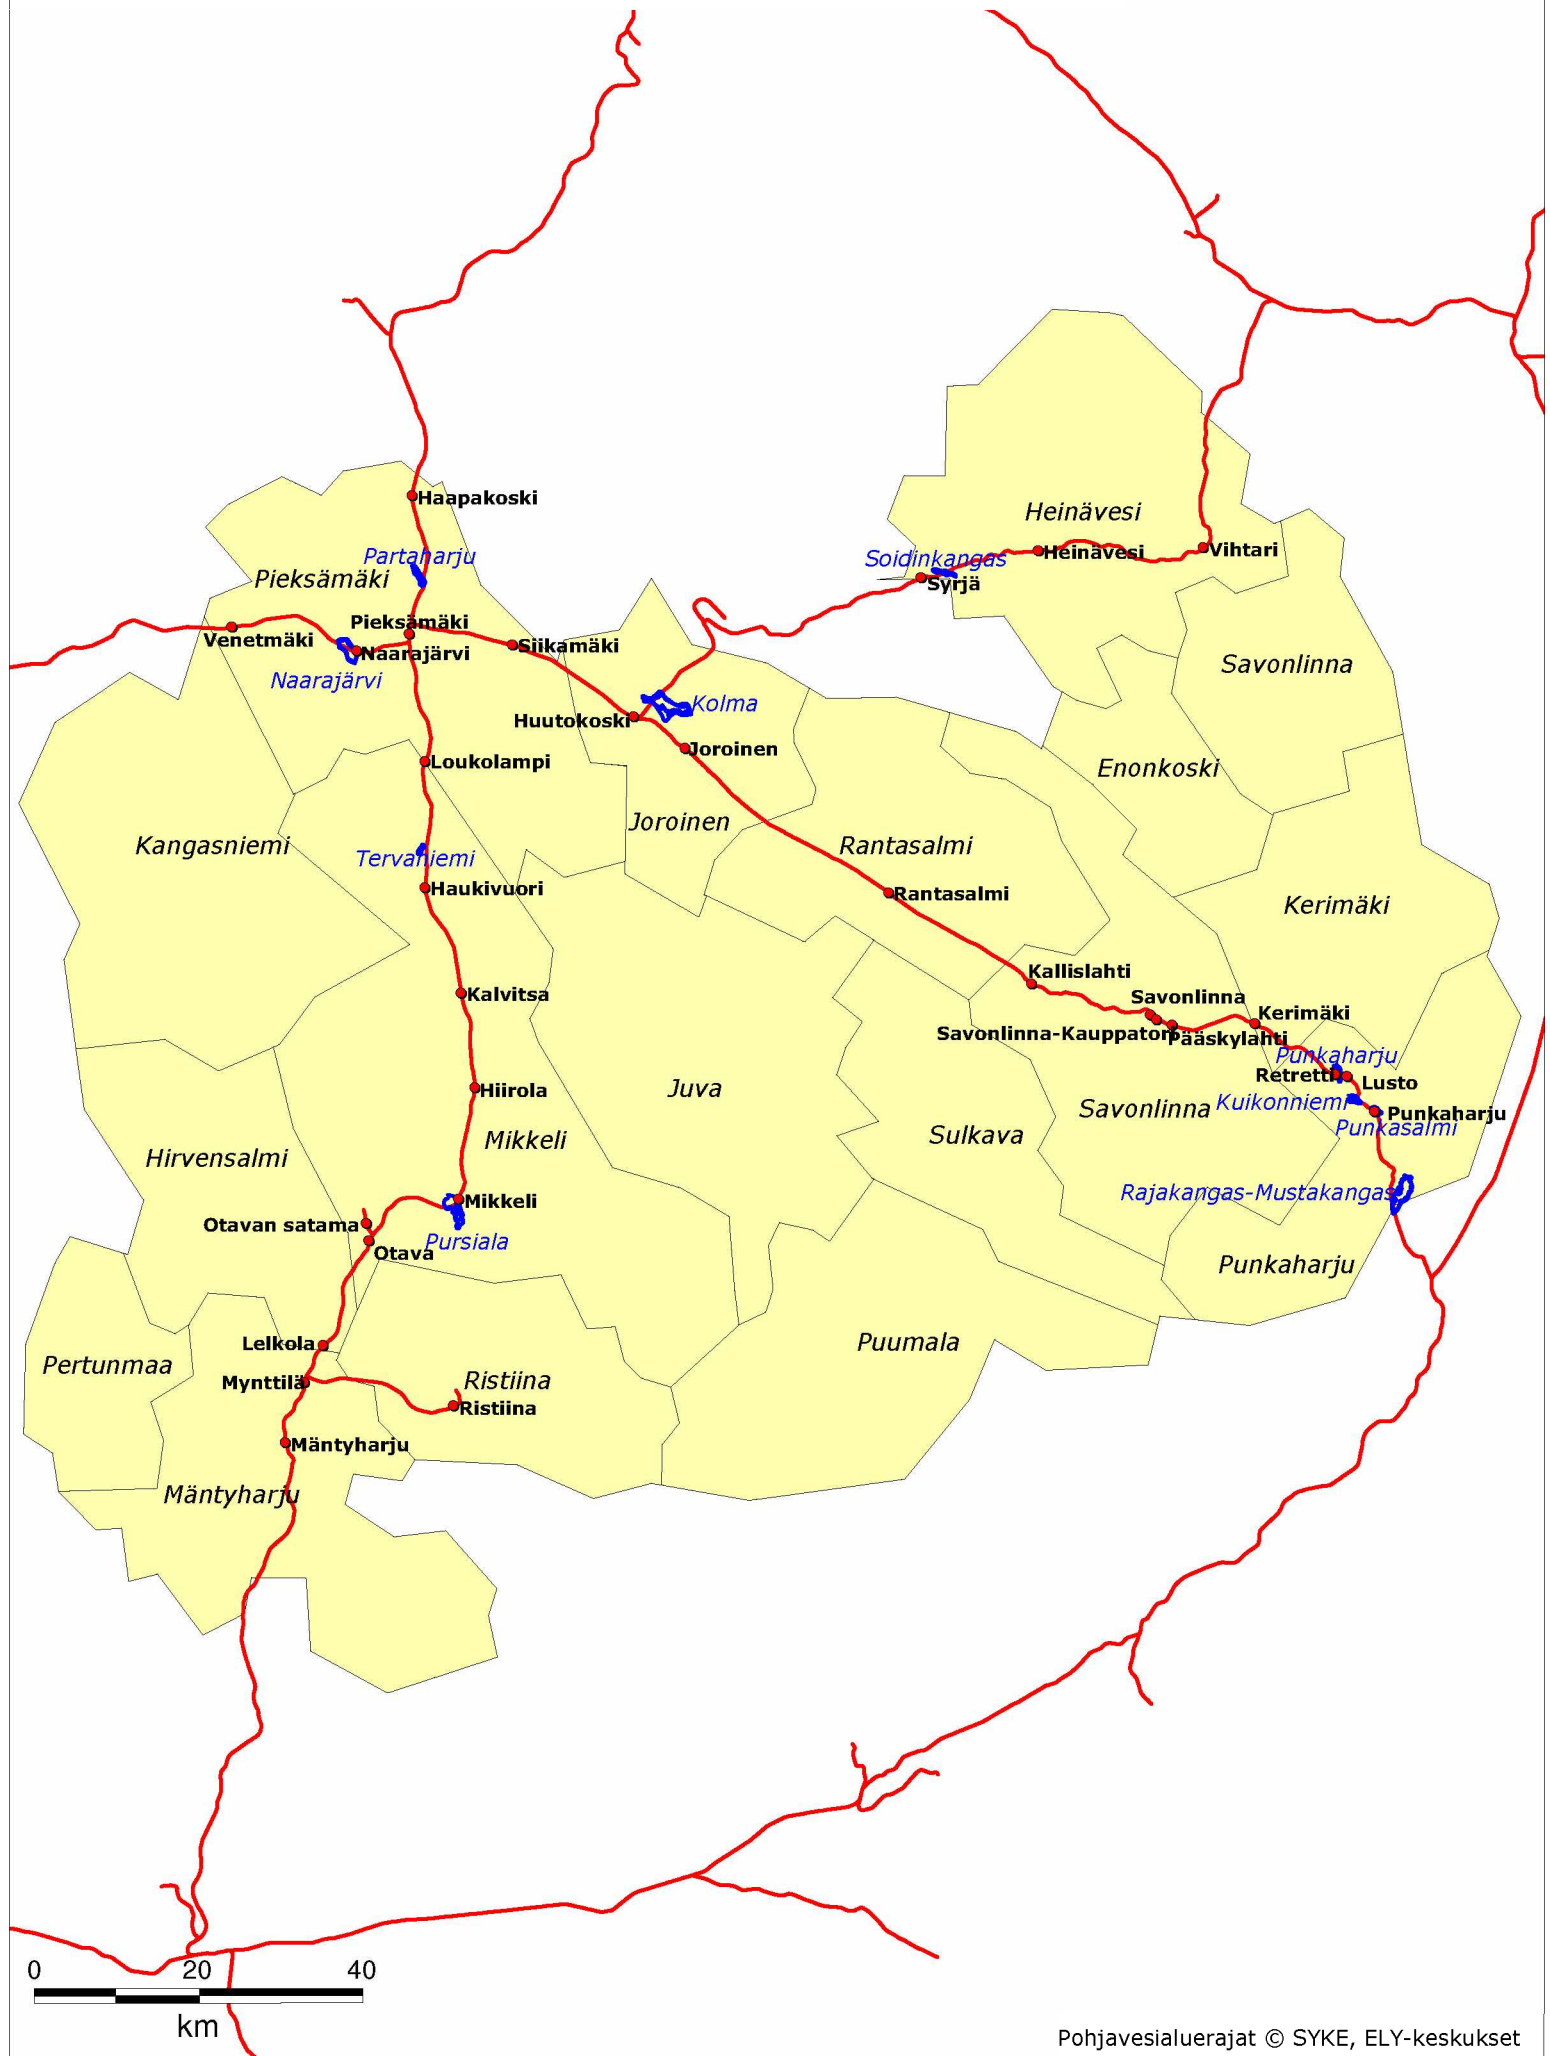 Haapakoski
Heinävesi
Partaharju
Soidinkangas
Heinävesi
Vihtari
Pieksämäki
Syrjä
Pieksämäki
Venetmäki
Siikamäki
Naarajärvi
Savonlinna
Naarajärvi
Kolma
Huutokoski
Joroinen
Loukolampi
Enonkoski
Joroinen
Kangasniemi
Rantasalmi
Tervaniemi
Haukivuori
Rantasalmi
Kerimäki
Kallislahti
Kalvitsa
Savonlinna
Kerimäki
Savonlinna-Kauppatori
Pääskylahti
Punkaharju
Retretti
Lusto
Hiirola
Juva
Kuikonniemi
Savonlinna
Punkaharju
Punkasalmi
Mikkeli
Sulkava
Hirvensalmi
Rajakangas-Mustakangas
Mikkeli
Otavan satama
Pursiala
Otava
Punkaharju
Lelkola
Puumala
Pertunmaa
Mynttilä
Ristiina
Ristiina
Mäntyharju
Mäntyharju
0 20 40
km
Pohjavesialuerajat © SYKE, ELY-keskukset